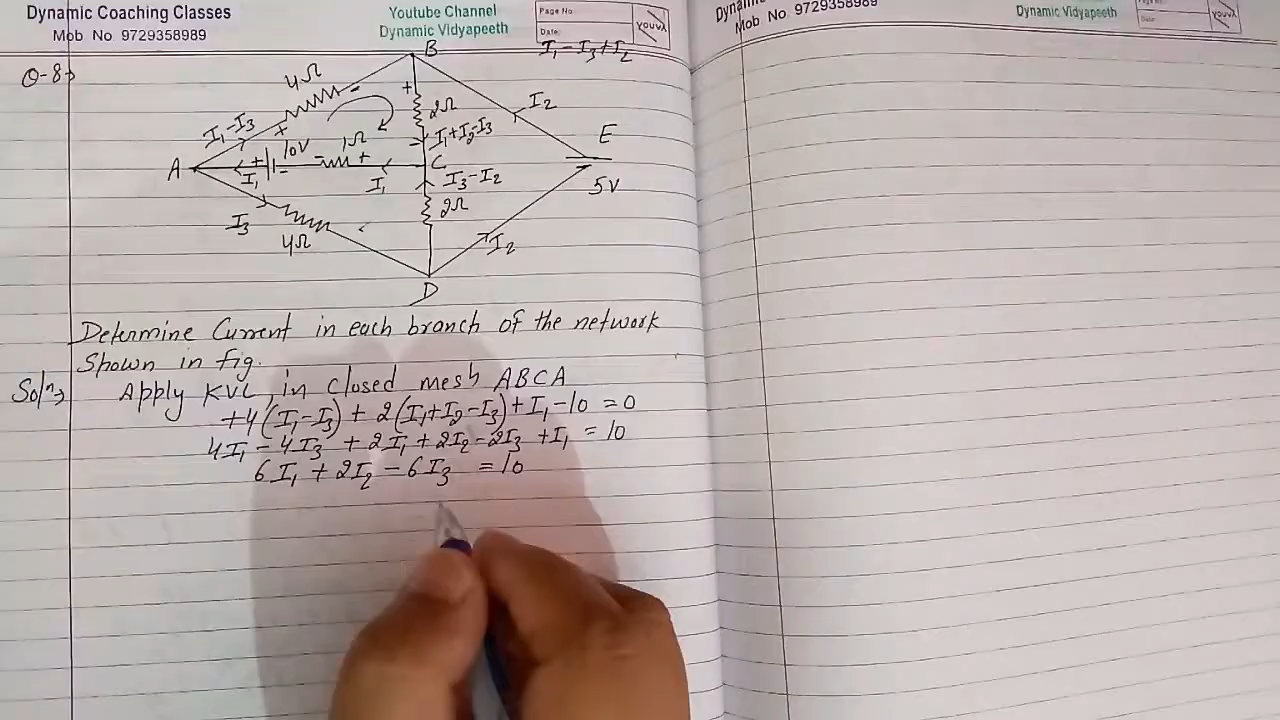 Dynamic Coaching Classes
Mob No 9729358989
Youtube Channel
Dynamic Vidyapeeth
Page No.
Date
YOUVA
Dynam
Mob No 9729358989
Dynamic Vidyapeeth
Date
YOUVA
Q-8⇒
B
I₁-I₃+I₂
4Ω
+
-
+
2Ω
I₂
I₁-I₃
I₁+I₂-I₃
E
A
+
10V
-
1Ω
+
C
I₁
I₁
I₃-I₂
5V
I₃
4Ω
2Ω
I₂
D
Determine Current in each branch of the network
Shown in fig.
Solⁿ⇒ Apply KVL, in closed mesh ABCA
+4(I₁-I₃) + 2(I₁+I₂-I₃)+I₁-10 =0
4I₁-4I₃ +2I₁+2I₂-2I₃ +I₁ =10
6I₁ +2I₂ -6I₃ =10